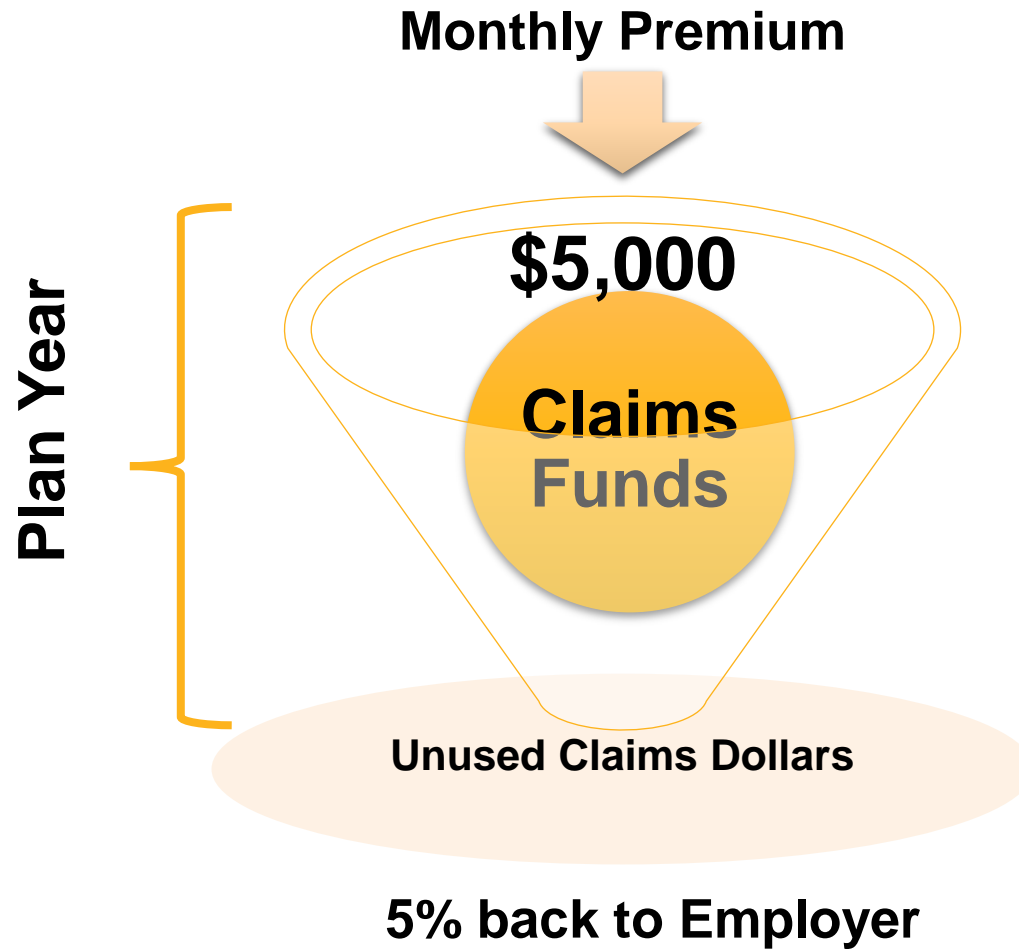 Monthly Premium
Plan Year
$5,000
Claims
Funds
Unused Claims Dollars
5% back to Employer